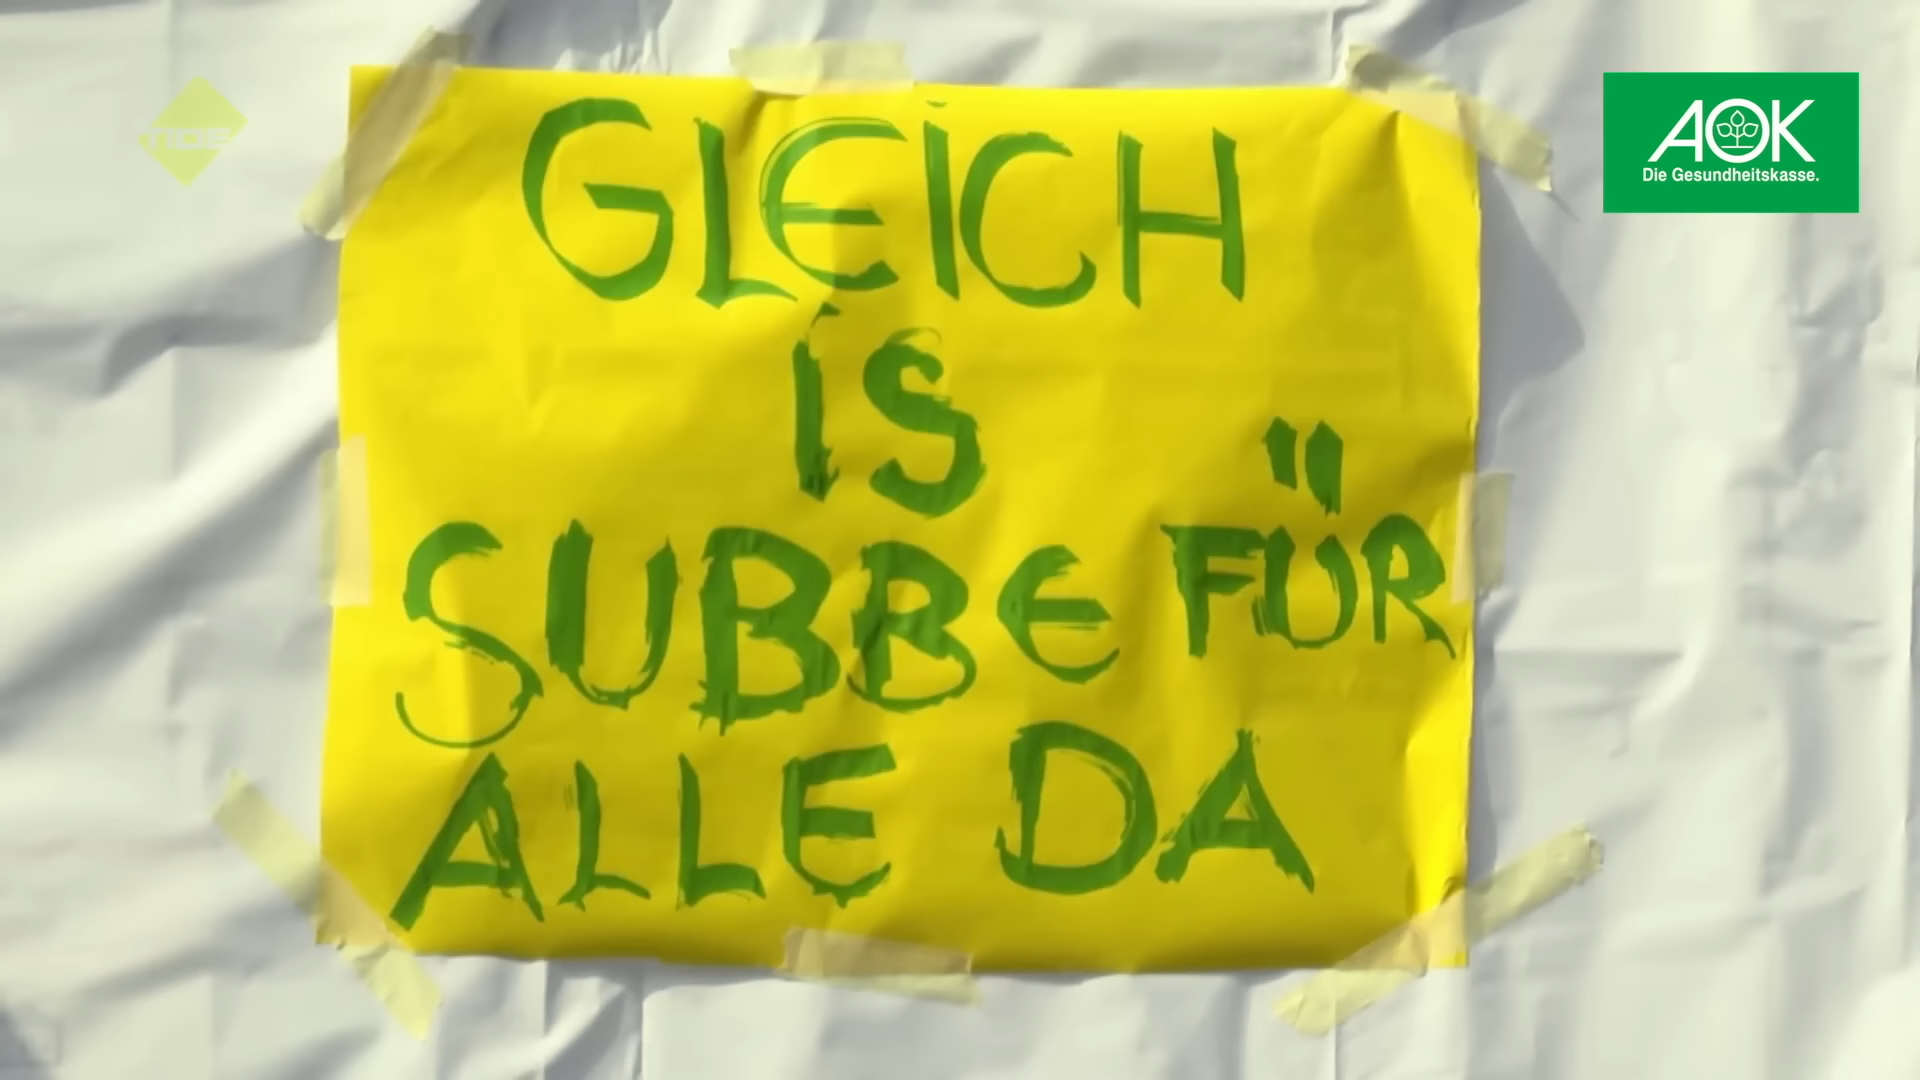 GLEICH
IS
SUBBE FÜR
ALLE DA
AOK
Die Gesundheitskasse.